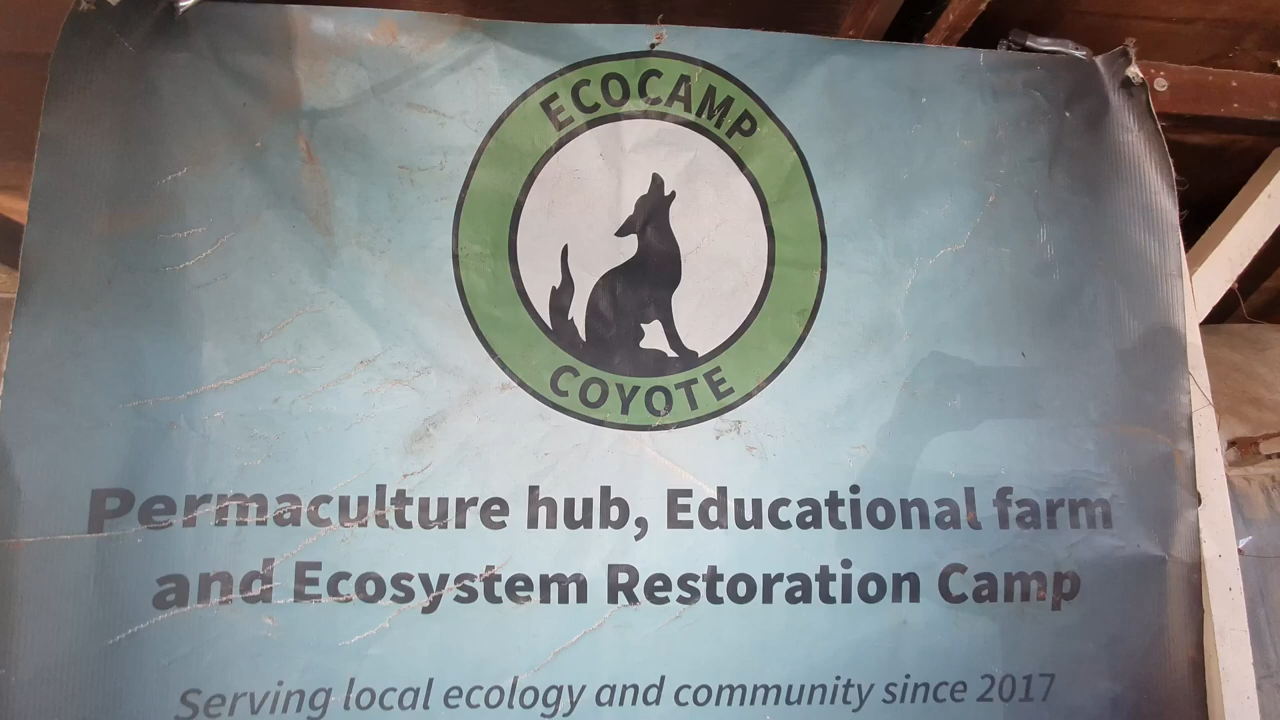 ECOCAMP
COYOTE
Permaculture hub, Educational farm
and Ecosystem Restoration Camp
Serving local ecology and community since 2017